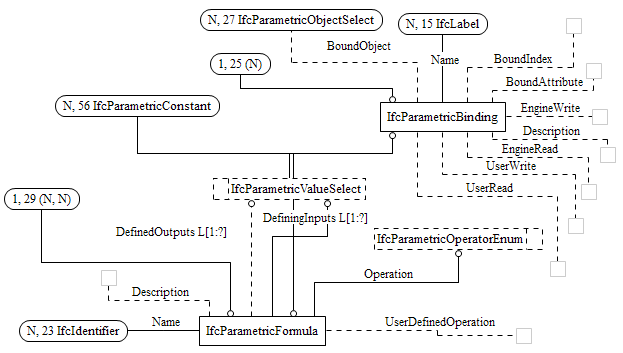 N, 27 IfcParametricObjectSelect
N, 15 IfcLabel
BoundObject
Name
BoundIndex
1, 25 (N)
BoundAttribute
N, 56 IfcParametricConstant
IfcParametricBinding
EngineWrite
Description
EngineRead
UserWrite
UserRead
IfcParametricValueSelect
1, 29 (N, N)
DefinedOutputs L[1:?]
DefiningInputs L[1:?]
IfcParametricOperatorEnum
Operation
Description
N, 23 IfcIdentifier
Name
IfcParametricFormula
UserDefinedOperation